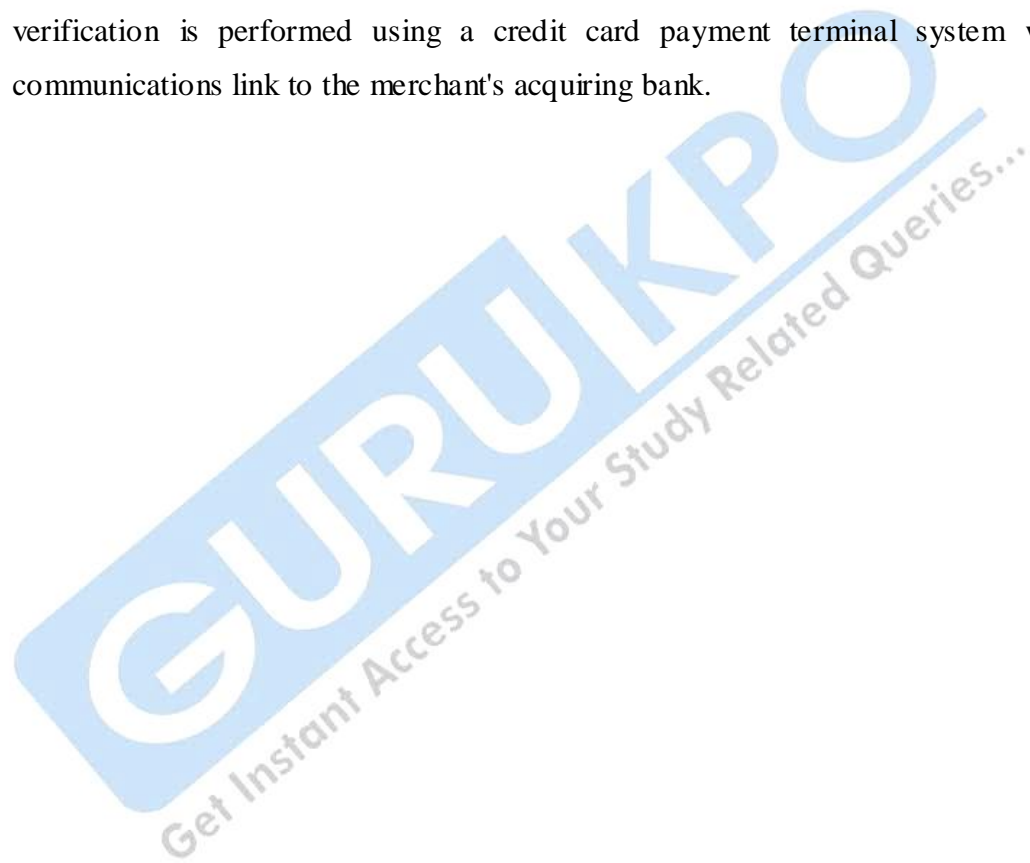 verification is performed using a credit card payment terminal system
communications link to the merchant's acquiring bank.
GURUKPO
Get Instant Access to Your Study Related Queries...